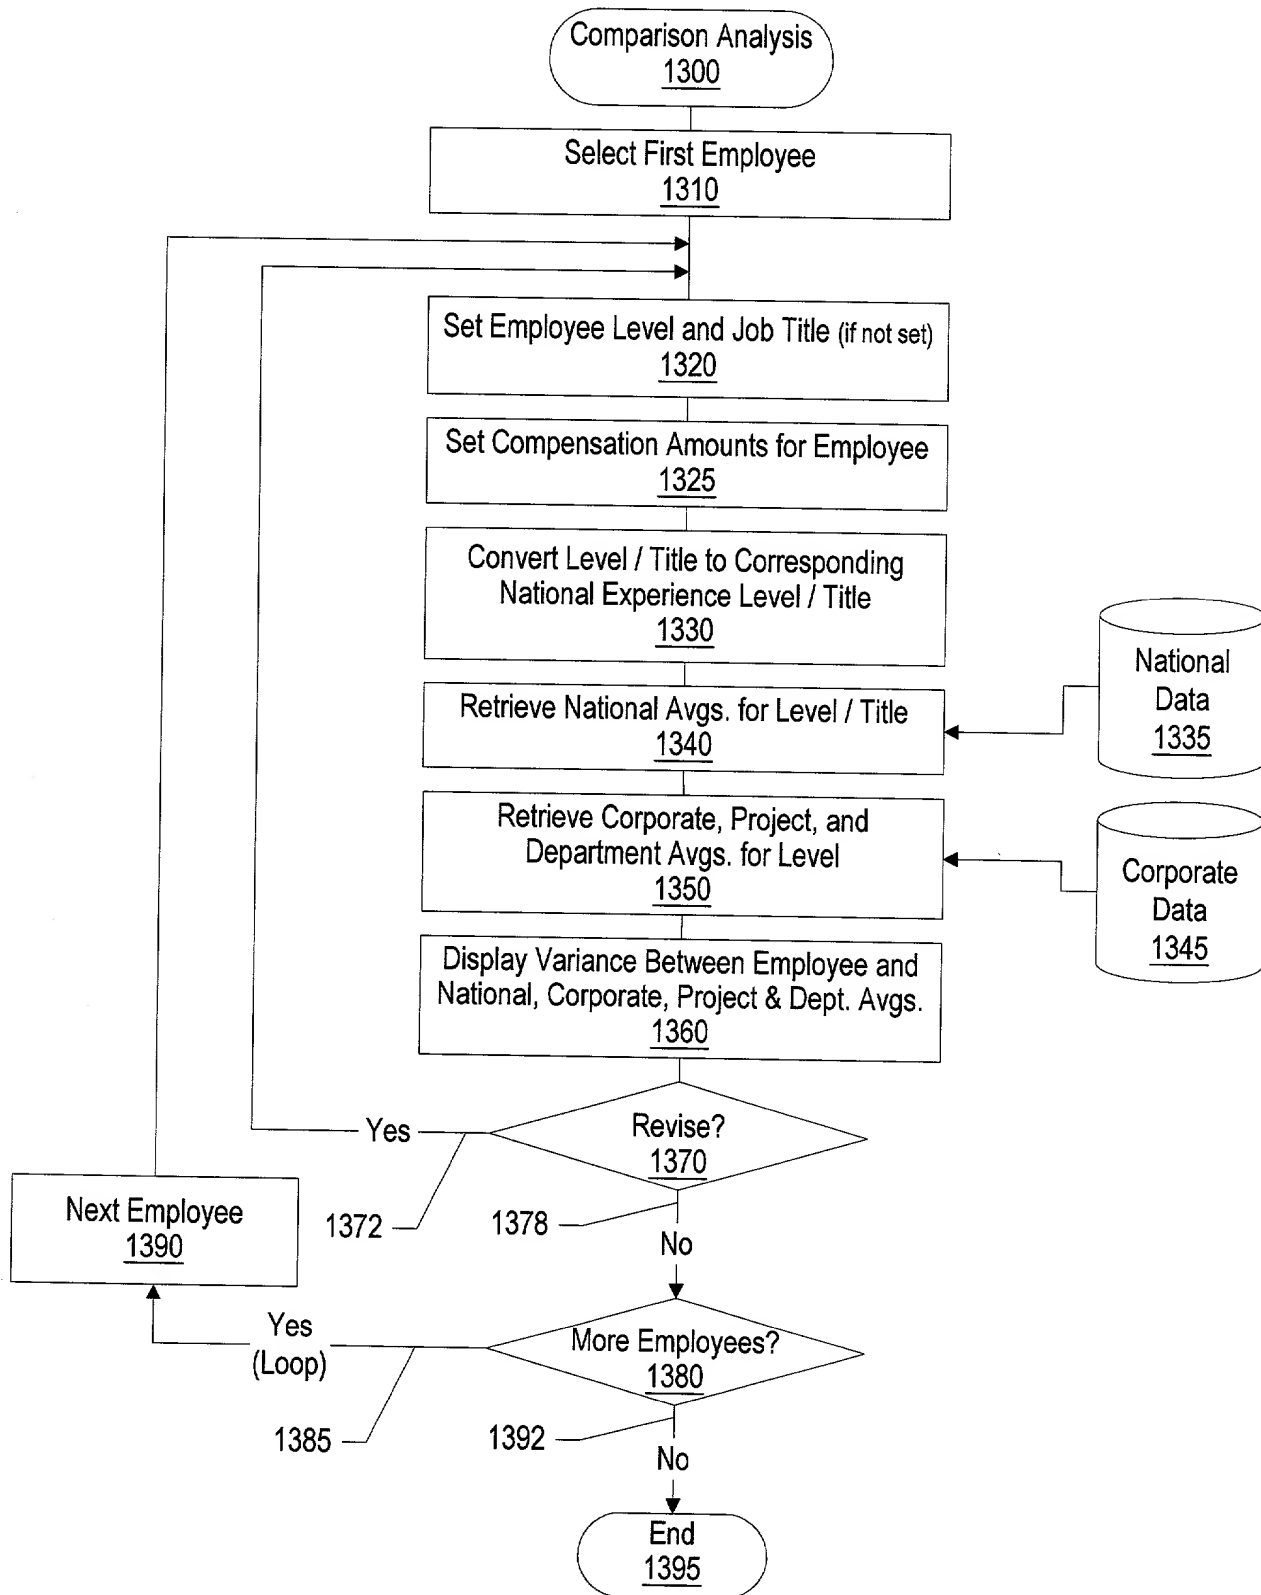 Comparison Analysis
1300
Select First Employee
1310
Set Employee Level and Job Title (if not set)
1320
Set Compensation Amounts for Employee
1325
Convert Level / Title to Corresponding
National Experience Level / Title
1330
National
Data
1335
Retrieve National Avgs. for Level / Title
1340
Retrieve Corporate, Project, and
Department Avgs. for Level
1350
Corporate
Data
1345
Display Variance Between Employee and
National, Corporate, Project & Dept. Avgs.
1360
Yes
Revise?
1370
1372
1378
No
Next Employee
1390
Yes
(Loop)
More Employees?
1380
1385
1392
No
End
1395